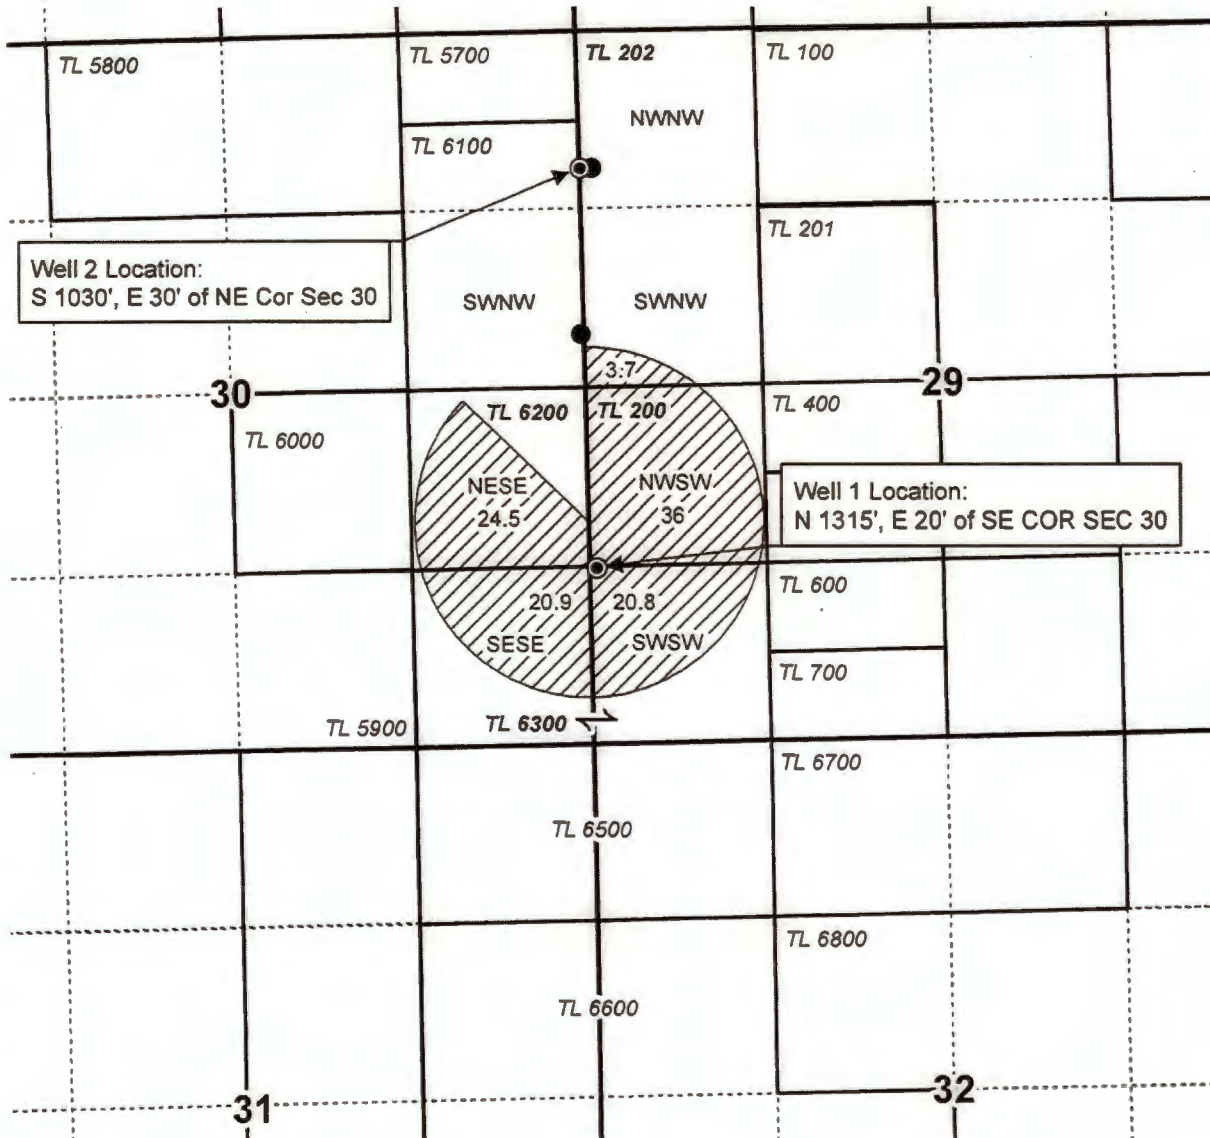 TL 5800
TL 5700
TL 202
TL 100
NWNW
TL 6100
TL 201
Well 2 Location:
S 1030', E 30' of NE Cor Sec 30
SWNW
SWNW
3.7
30
29
TL 6200
TL 200
TL 400
TL 6000
NESE
24.5
NWSW
36
Well 1 Location:
N 1315', E 20' of SE COR SEC 30
20.9
20.8
TL 600
SESE
SWSW
TL 700
TL 5900
TL 6300
TL 6700
TL 6500
TL 6800
TL 6600
31
32